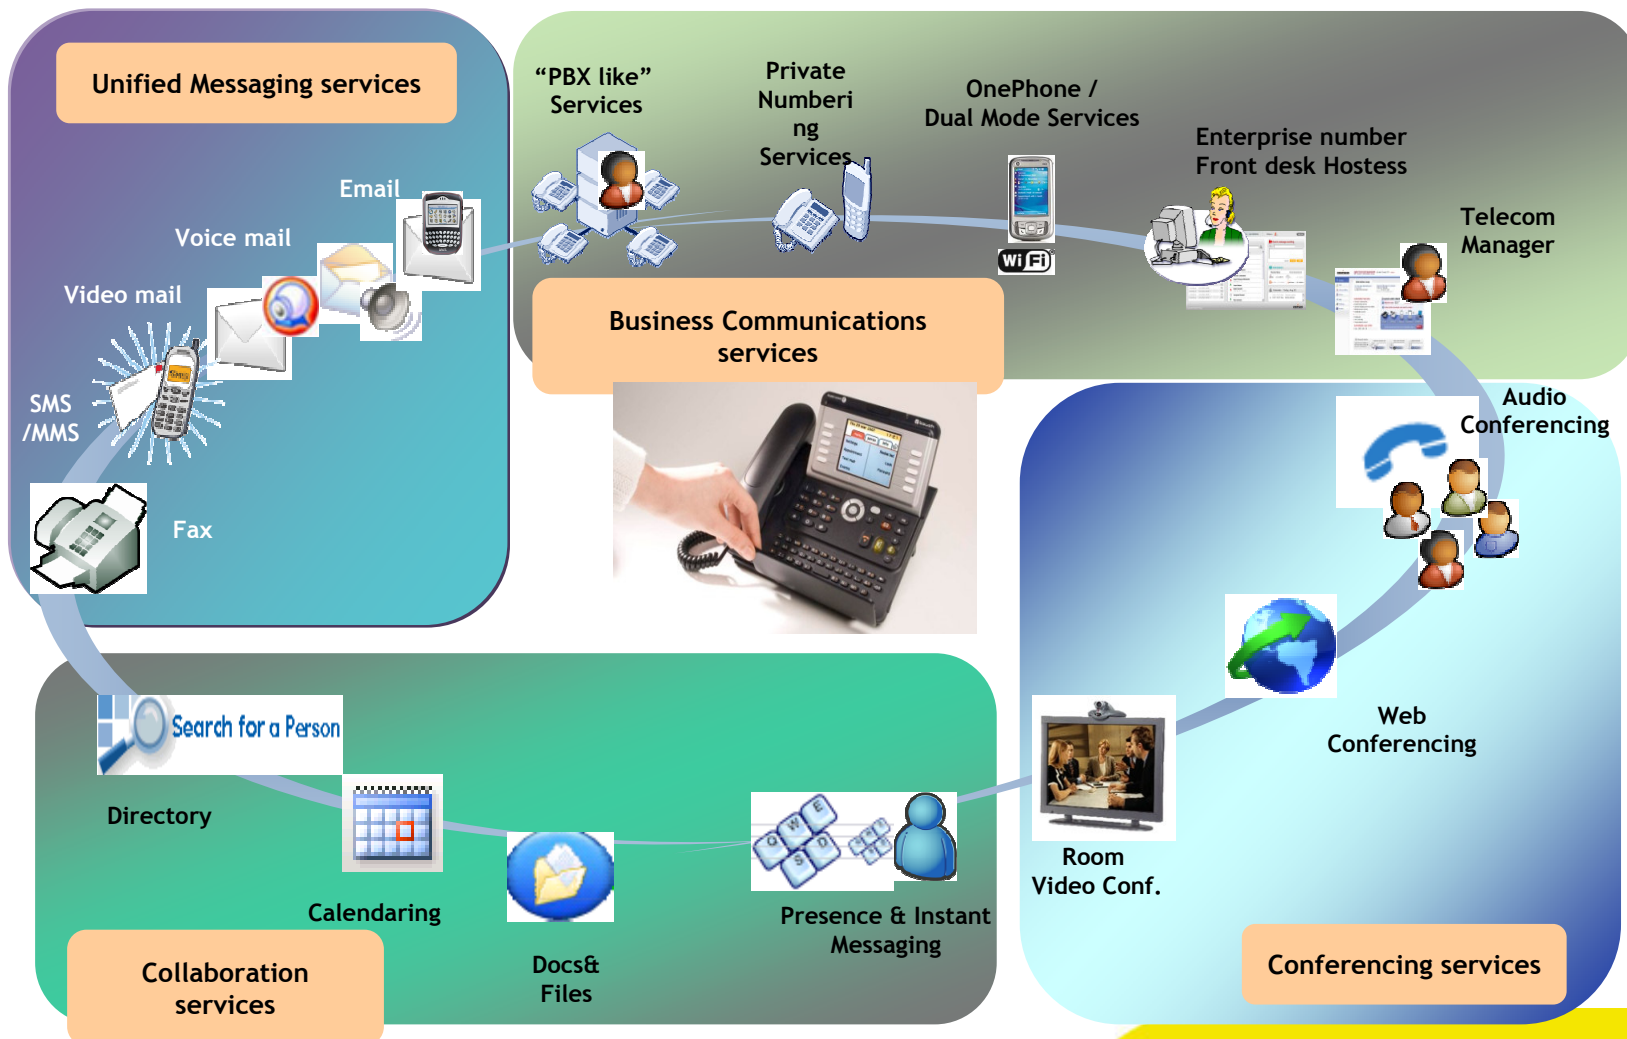 Unified Messaging services
Email
Voice mail
Video mail
SMS
/MMS
Fax
“PBX like”
Services
Private
Numberi
ng
Services
OnePhone /
Dual Mode Services
Wi Fi
Enterprise number
Front desk Hostess
Telecom
Manager
Business Communications
services
Audio
Conferencing
Web
Conferencing
Room
Video Conf.
Conferencing services
Search for a Person
Directory
Calendaring
Docs&
Files
Q W E
S D
Presence & Instant
Messaging
Collaboration
services